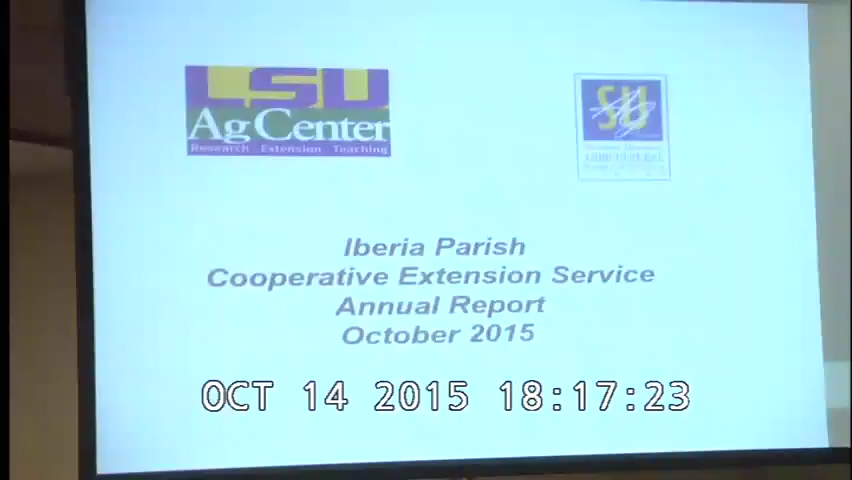 LSU
AgCenter
Research Extension Teaching
SU
Ag
Iberia Parish
Cooperative Extension Service
Annual Report
October 2015
OCT 14 2015 18:17:23